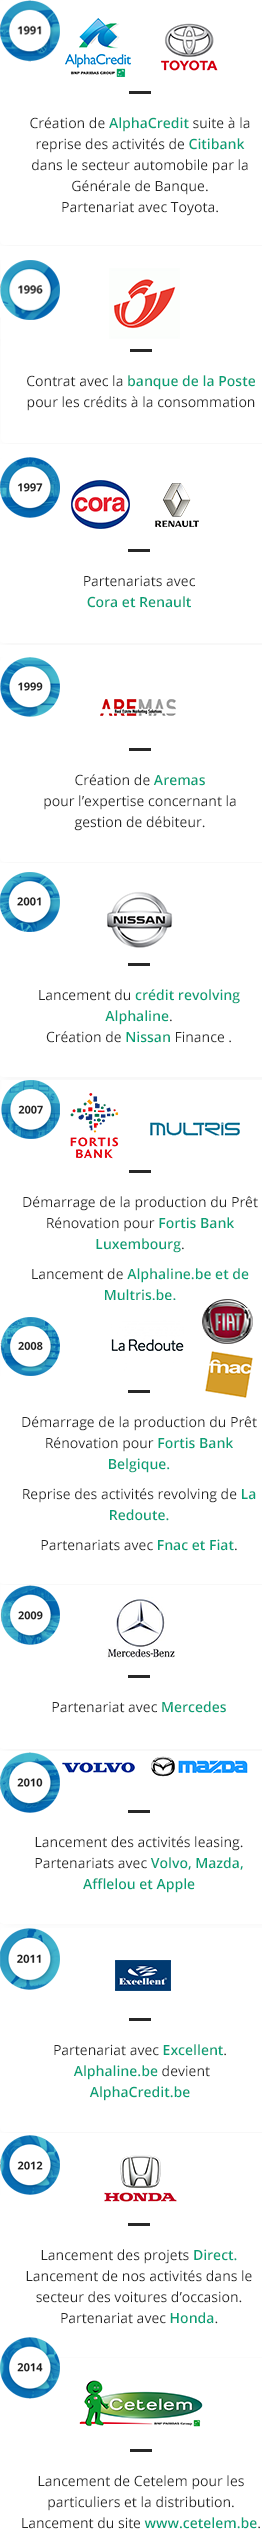 1991
AlphaCredit
BNP PARIBAS GROUP
TOYOTA
Création de AlphaCredit suite à la
reprise des activités de Citibank
dans le secteur automobile par la
Générale de Banque.
Partenariat avec Toyota.
1996
Contrat avec la banque de la Poste
pour les crédits à la consommation
1997
cora
RENAULT
Partenariats avec
Cora et Renault
1999
AREMAS
Real Estate Marketing Solutions
Création de Aremas
pour l'expertise concernant la
gestion de débiteur.
2001
NISSAN
Lancement du crédit revolving
Alphaline.
Création de Nissan Finance .
2007
FORTIS
BANK
MULTRIS
Démarrage de la production du Prêt
Rénovation pour Fortis Bank
Luxembourg.
Lancement de Alphaline.be et de
Multris.be.
FIAT
2008
La Redoute
fnac
Démarrage de la production du Prêt
Rénovation pour Fortis Bank
Belgique.
Reprise des activités revolving de La
Redoute.
Partenariats avec Fnac et Fiat.
2009
Mercedes-Benz
Partenariat avec Mercedes
2010
VOLVO
mazda
Lancement des activités leasing.
Partenariats avec Volvo, Mazda,
Afflelou et Apple
2011
Excellent
Partenariat avec Excellent.
Alphaline.be devient
AlphaCredit.be
2012
HONDA
Lancement des projets Direct.
Lancement de nos activités dans le
secteur des voitures d'occasion.
Partenariat avec Honda.
2014
Cetelem
BNP PARIBAS Group
Lancement de Cetelem pour les
particuliers et la distribution.
Lancement du site www.cetelem.be.